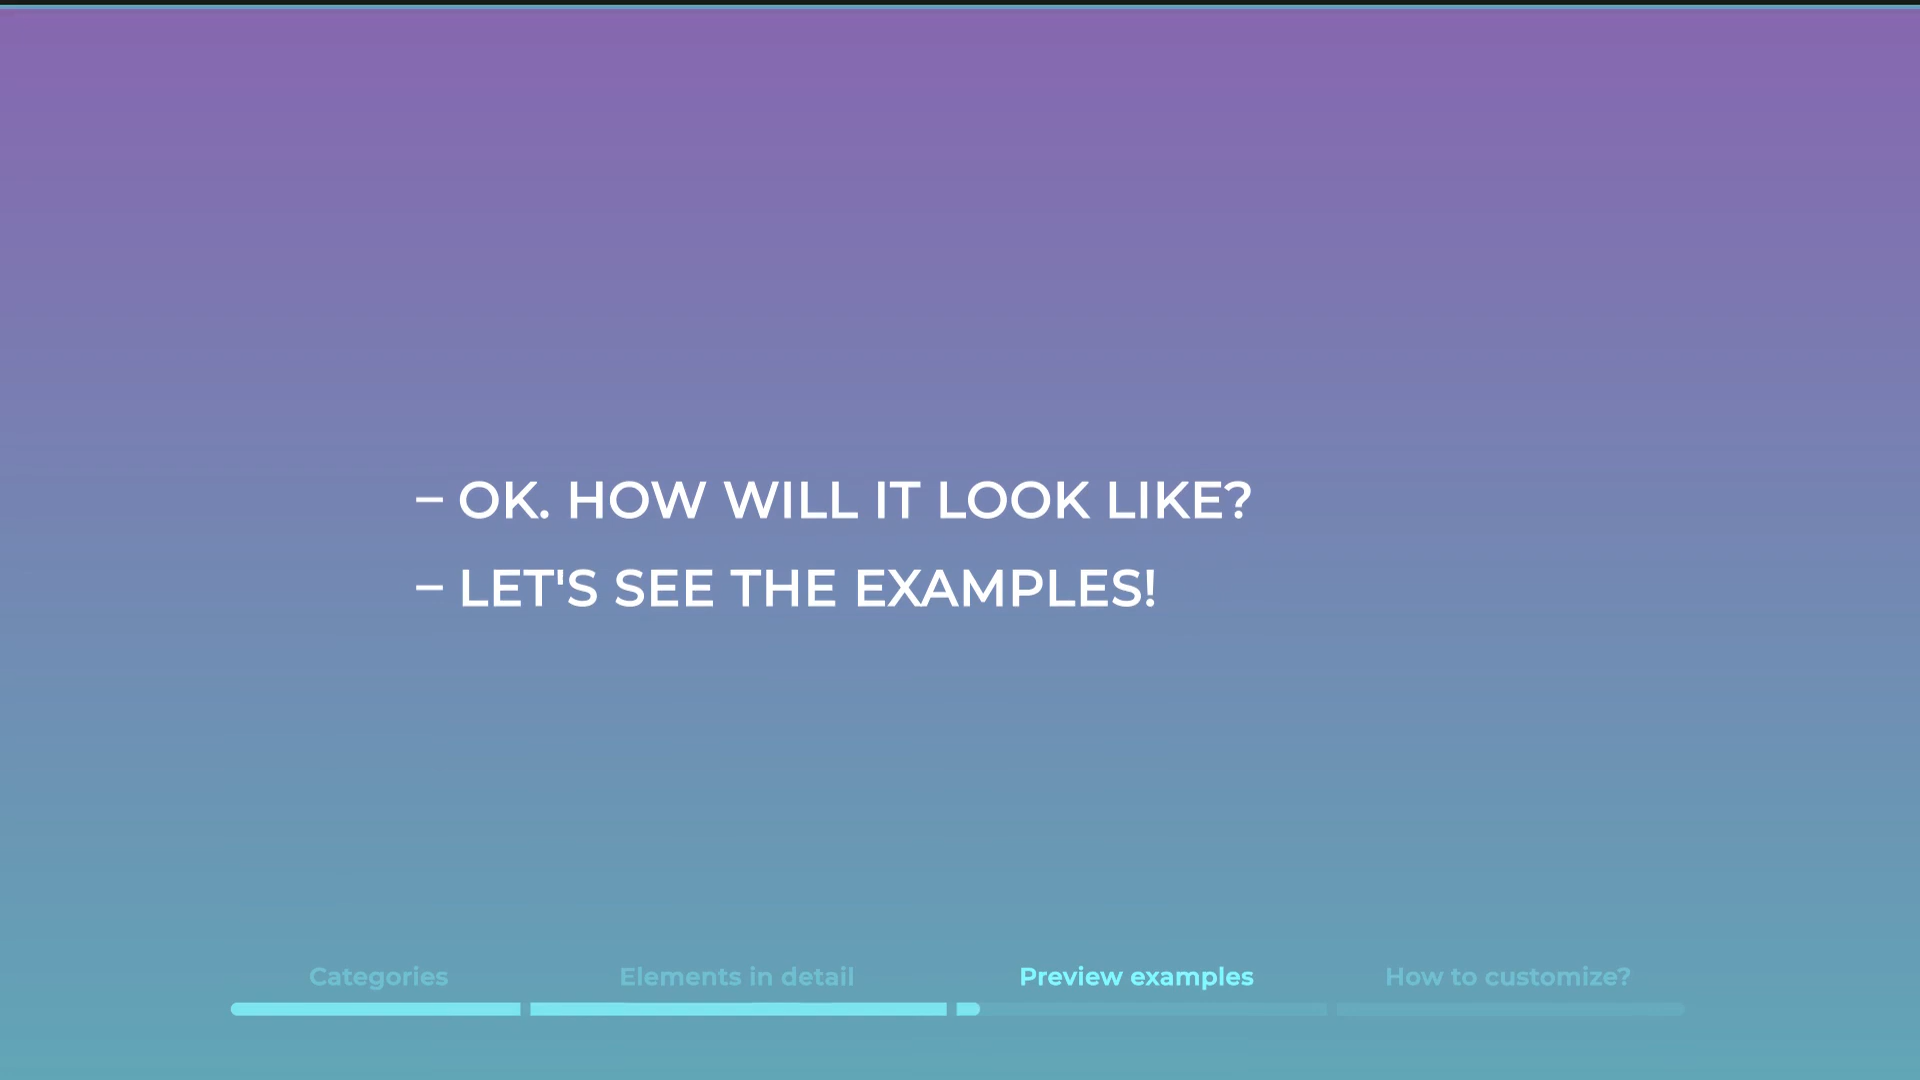 – OK. HOW WILL IT LOOK LIKE?
– LET'S SEE THE EXAMPLES!
Categories
Elements in detail
Preview examples
How to customize?